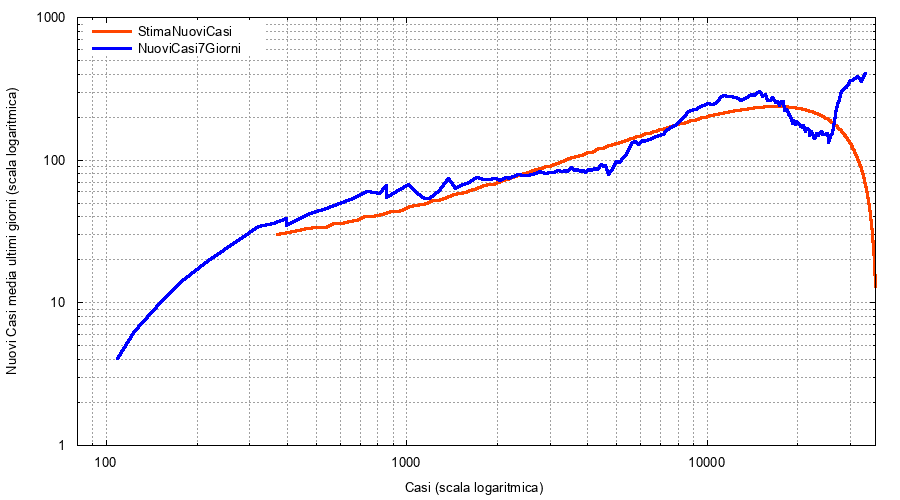 1000
StimaNuoviCasi
NuoviCasi7Giorni
100
10
1
100
1000
10000
Nuovi Casi media ultimi giorni (scala logaritmica)
Casi (scala logaritmica)